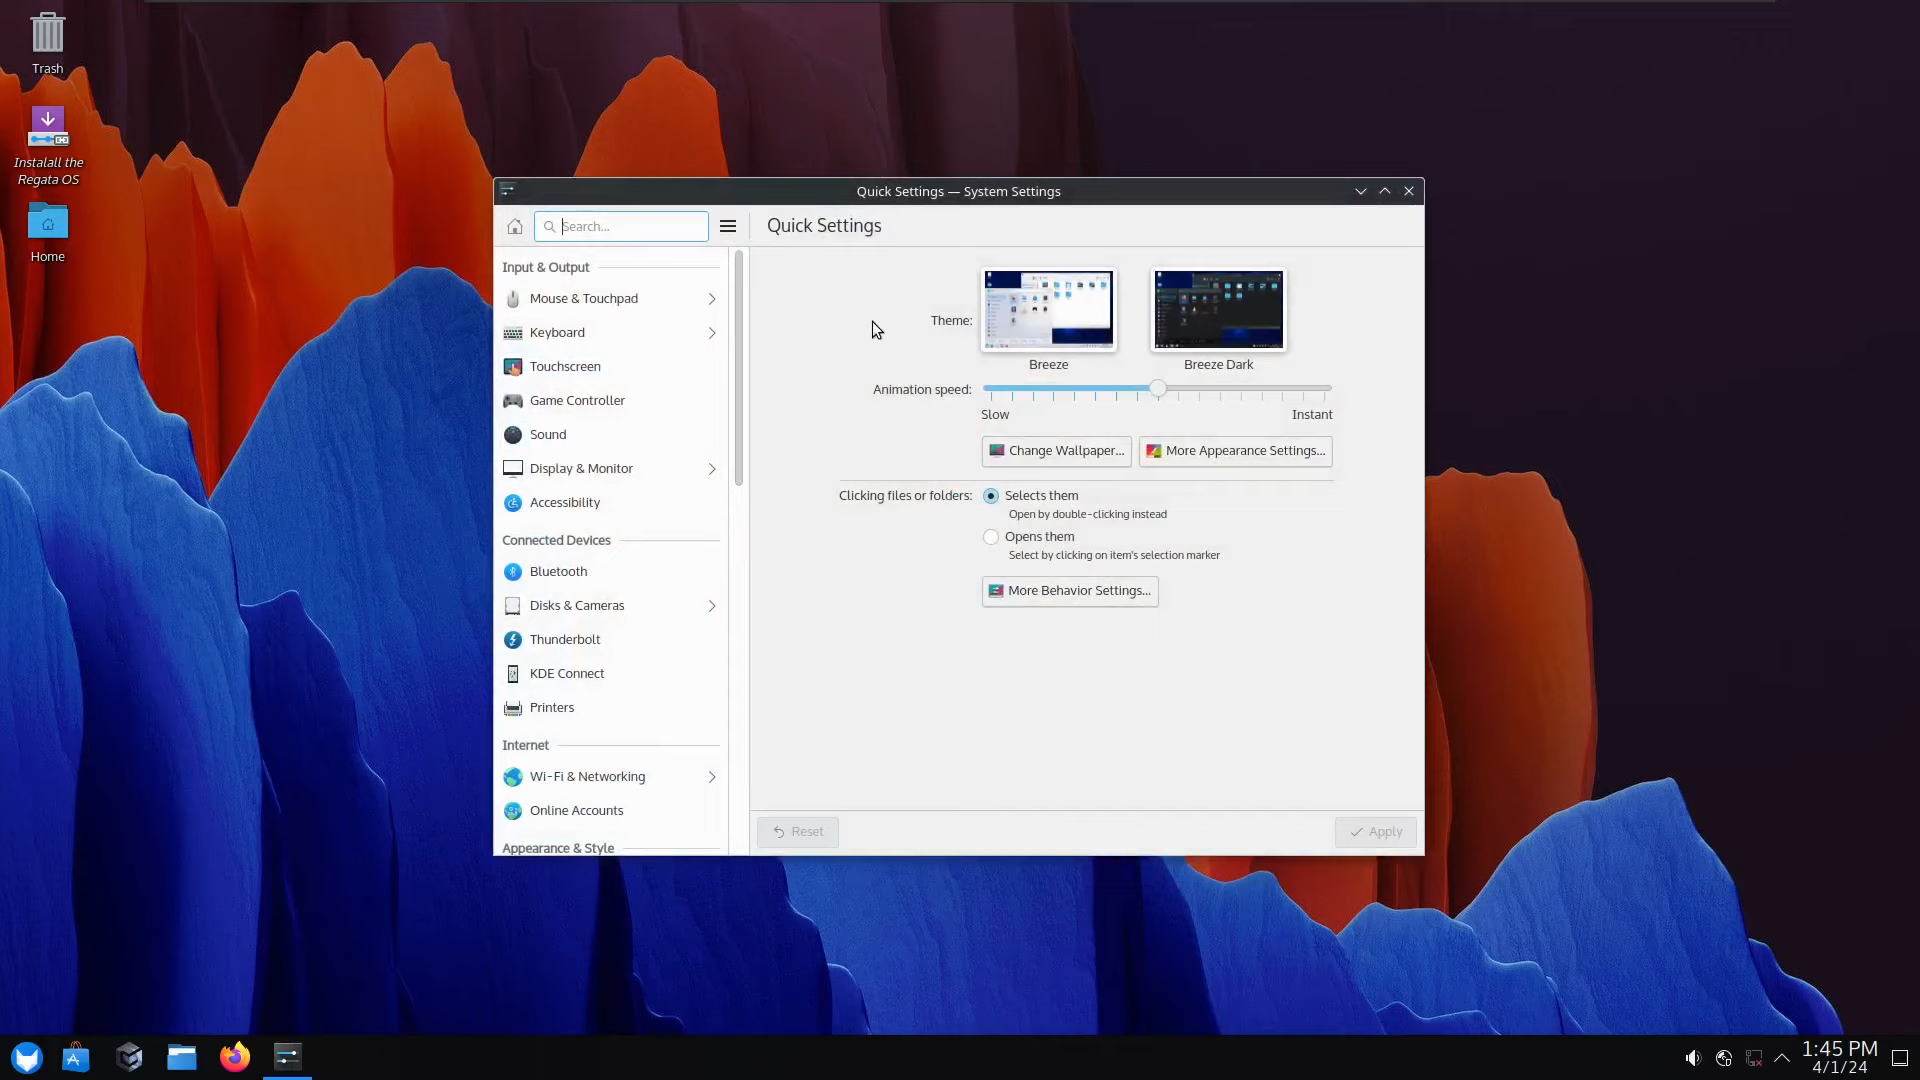 Trash
Instalall the
Regata OS
Home
Quick Settings — System Settings
Search...
Quick Settings
Input & Output
Mouse & Touchpad
Keyboard
Touchscreen
Game Controller
Sound
Display & Monitor
Accessibility
Connected Devices
Bluetooth
Disks & Cameras
Thunderbolt
KDE Connect
Printers
Internet
Wi-Fi & Networking
Online Accounts
Appearance & Style
Theme:
Breeze
Breeze Dark
Animation speed:
Slow
Instant
Change Wallpaper...
More Appearance Settings...
Clicking files or folders:
Selects them
Open by double-clicking instead
Opens them
Select by clicking on item's selection marker
More Behavior Settings...
Reset
Apply
1:45 PM
4/1/24